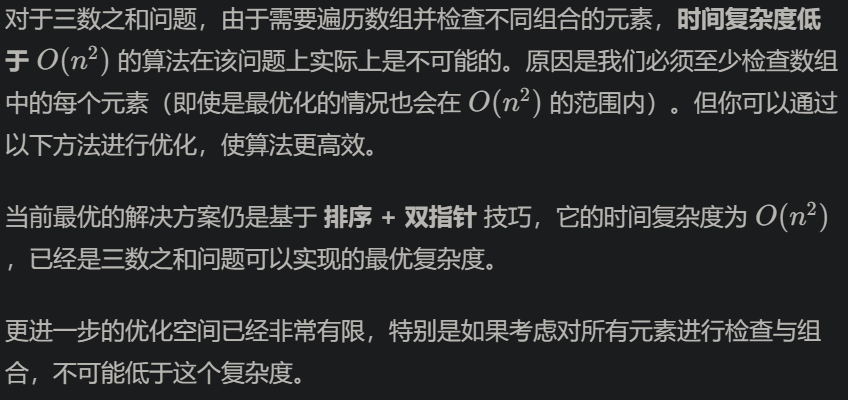 对于三数之和问题，由于需要遍历数组并检查不同组合的元素，时间复杂度低
于 O(n²) 的算法在该问题上实际上是不可能的。原因是我们必须至少检查数组
中的每个元素（即使是最优化的情况也会在 O(n²) 的范围内）。但你可以通过
以下方法进行优化，使算法更高效。
当前最优的解决方案仍是基于 排序 + 双指针 技巧，它的时间复杂度为 O(n²)
，已经是三数之和问题可以实现的最优复杂度。
更进一步的优化空间已经非常有限，特别是如果考虑对所有元素进行检查与组
合，不可能低于这个复杂度。